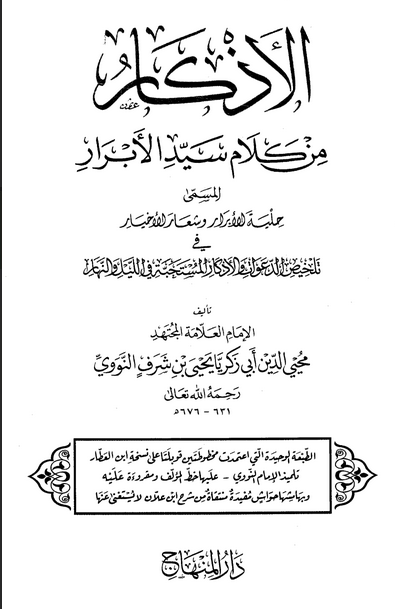 الأذكار
من كلام سيد الأبرار
المسمى
حلية الأبرار وشعار الأخيار
في
تلخيص الدعوات والأذكار المستحبة في الليل والنهار
تأليف
الإمام العلامة المجتهد
محيي الدين أبي زكريا يحيى بن شرف النووي
رحمه الله تعالى
٦٣١ - ٦٧٦هـ
الطبعة الوحيدة التي اعتمدت مخطوطتين قوبلتا على نسخة ابن العطار
تلميذ الإمام النووي - عليها خط المؤلف ومقروءة عليه
وبهامشها حواش مفيدة منتقاة من شرح ابن علان لا يستغنى عنها
دار المنهاج